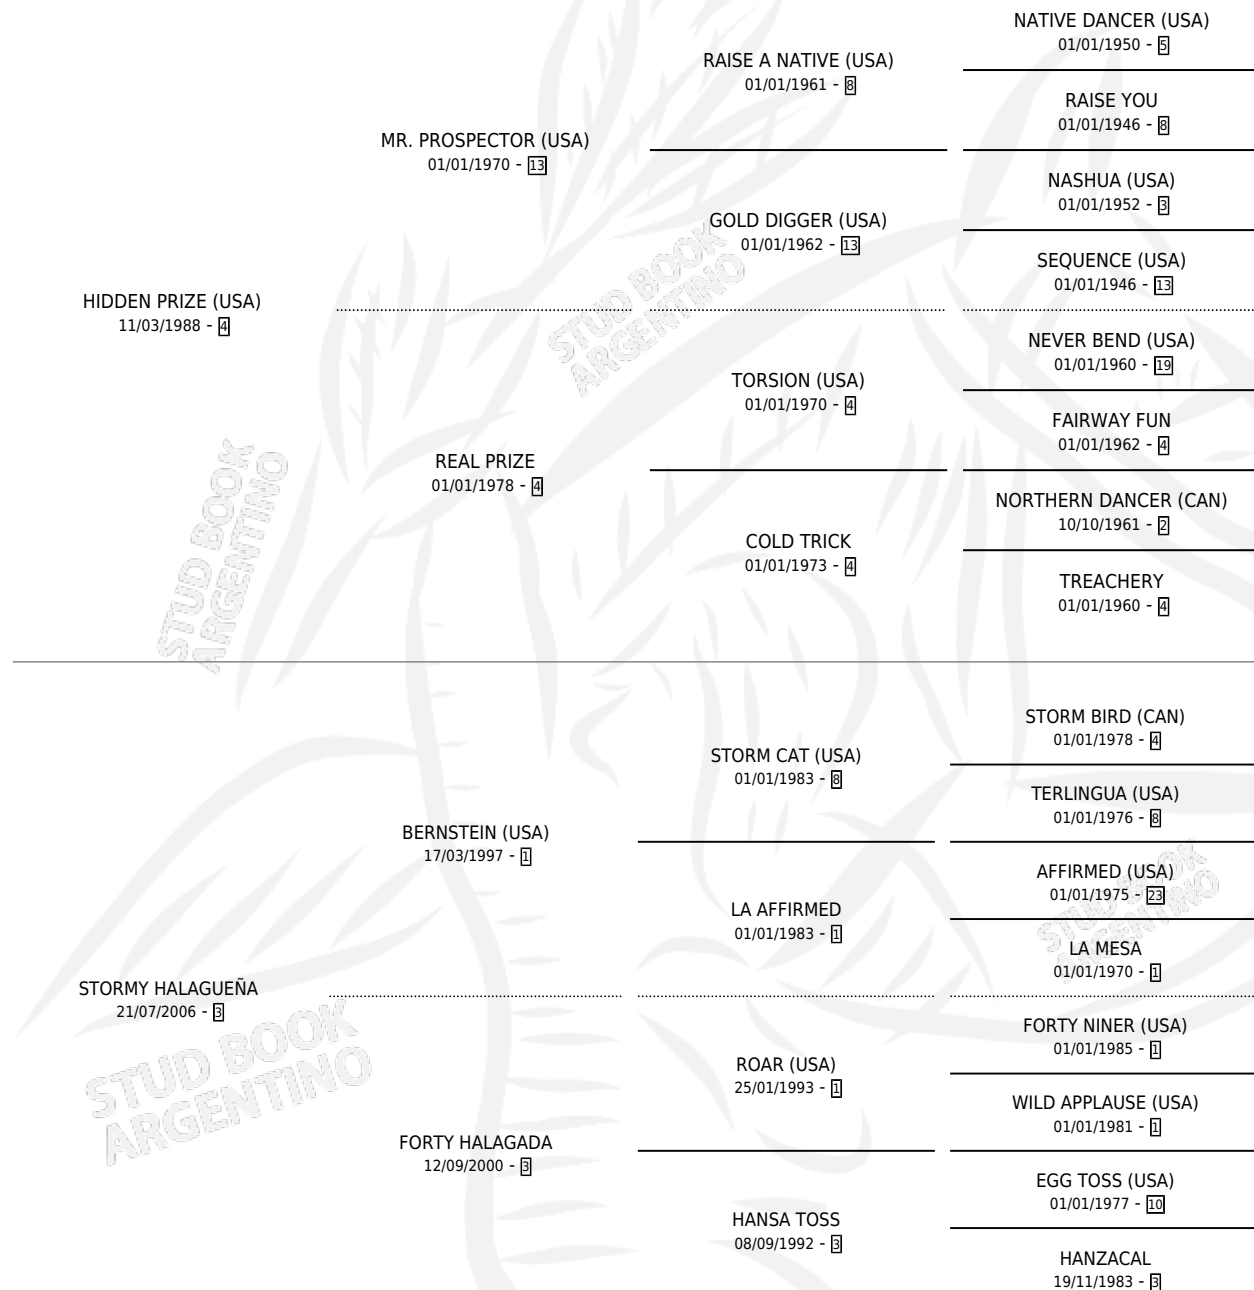 NATIVE DANCER (USA)
01/01/1950 - 5
RAISE A NATIVE (USA)
01/01/1961 - 8
RAISE YOU
01/01/1946 - 8
MR. PROSPECTOR (USA)
01/01/1970 - 13
NASHUA (USA)
01/01/1952 - 3
GOLD DIGGER (USA)
01/01/1962 - 13
SEQUENCE (USA)
01/01/1946 - 13
HIDDEN PRIZE (USA)
11/03/1988 - 4
STUD BOOK
ARGENTINO
NEVER BEND (USA)
01/01/1960 - 19
TORSION (USA)
01/01/1970 - 4
FAIRWAY FUN
01/01/1962 - 4
REAL PRIZE
01/01/1978 - 4
NORTHERN DANCER (CAN)
10/10/1961 - 2
COLD TRICK
01/01/1973 - 4
TREACHERY
01/01/1960 - 4
STUD BOOK
ARGENTINO
STORM BIRD (CAN)
01/01/1978 - 4
STORM CAT (USA)
01/01/1983 - 8
TERLINGUA (USA)
01/01/1976 - 8
BERNSTEIN (USA)
17/03/1997 - 1
AFFIRMED (USA)
01/01/1975 - 23
LA AFFIRMED
01/01/1983 - 1
STUD BOOK
ARGENTINO
LA MESA
01/01/1970 - 1
STORMY HALAGUEÑA
21/07/2006 - 3
FORTY NINER (USA)
01/01/1985 - 1
ROAR (USA)
25/01/1993 - 1
STUD BOOK
ARGENTINO
WILD APPLAUSE (USA)
01/01/1981 - 1
FORTY HALAGADA
12/09/2000 - 3
EGG TOSS (USA)
01/01/1977 - 10
HANSA TOSS
08/09/1992 - 3
HANZACAL
19/11/1983 - 3